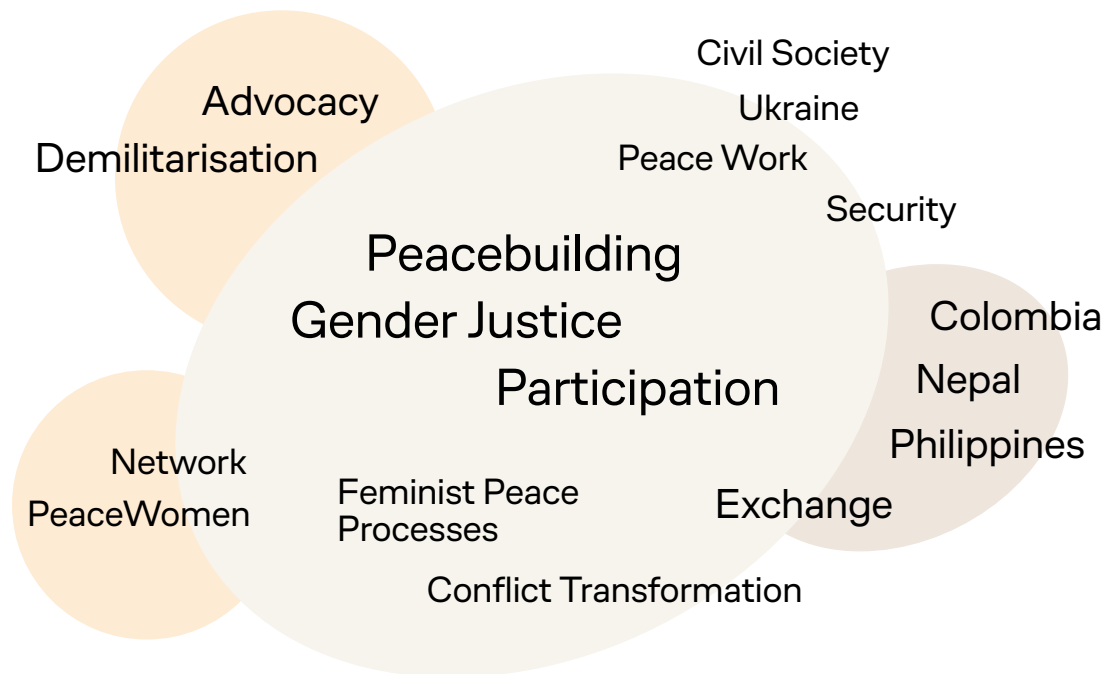 Civil Society
Advocacy
Ukraine
Demilitarisation
Peace Work
Security
Peacebuilding
Gender Justice
Colombia
Participation
Nepal
Philippines
Network
Feminist Peace
Processes
Exchange
PeaceWomen
Conflict Transformation